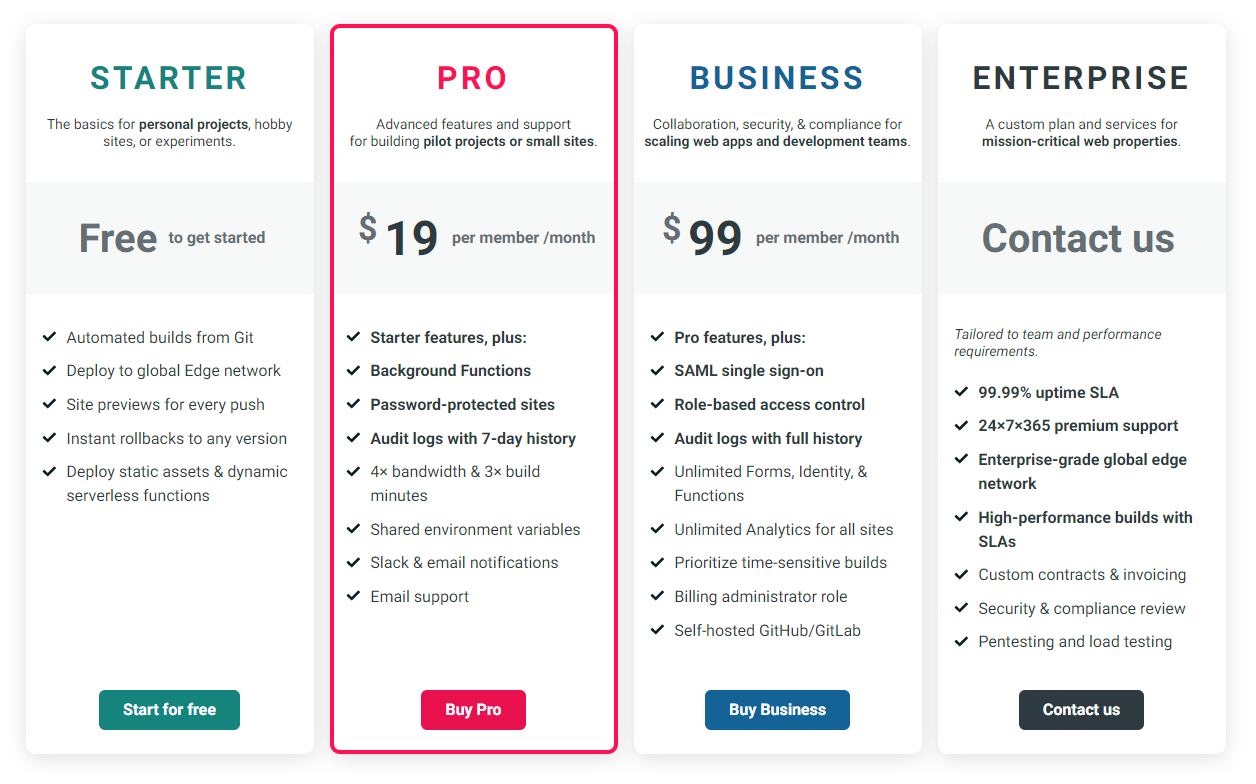 STARTER
The basics for personal projects, hobby
sites, or experiments.
Free to get started
Automated builds from Git
Deploy to global Edge network
Site previews for every push
Instant rollbacks to any version
Deploy static assets & dynamic
serverless functions
Start for free
PRO
Advanced features and support
for building pilot projects or small sites.
$ 19 per member /month
Starter features, plus:
Background Functions
Password-protected sites
Audit logs with 7-day history
4× bandwidth & 3× build
minutes
Shared environment variables
Slack & email notifications
Email support
Buy Pro
BUSINESS
Collaboration, security, & compliance for
scaling web apps and development teams.
$ 99 per member /month
Pro features, plus:
SAML single sign-on
Role-based access control
Audit logs with full history
Unlimited Forms, Identity, &
Functions
Unlimited Analytics for all sites
Prioritize time-sensitive builds
Billing administrator role
Self-hosted GitHub/GitLab
Buy Business
ENTERPRISE
A custom plan and services for
mission-critical web properties.
Contact us
Tailored to team and performance
requirements.
99.99% uptime SLA
24×7×365 premium support
Enterprise-grade global edge
network
High-performance builds with
SLAs
Custom contracts & invoicing
Security & compliance review
Pentesting and load testing
Contact us